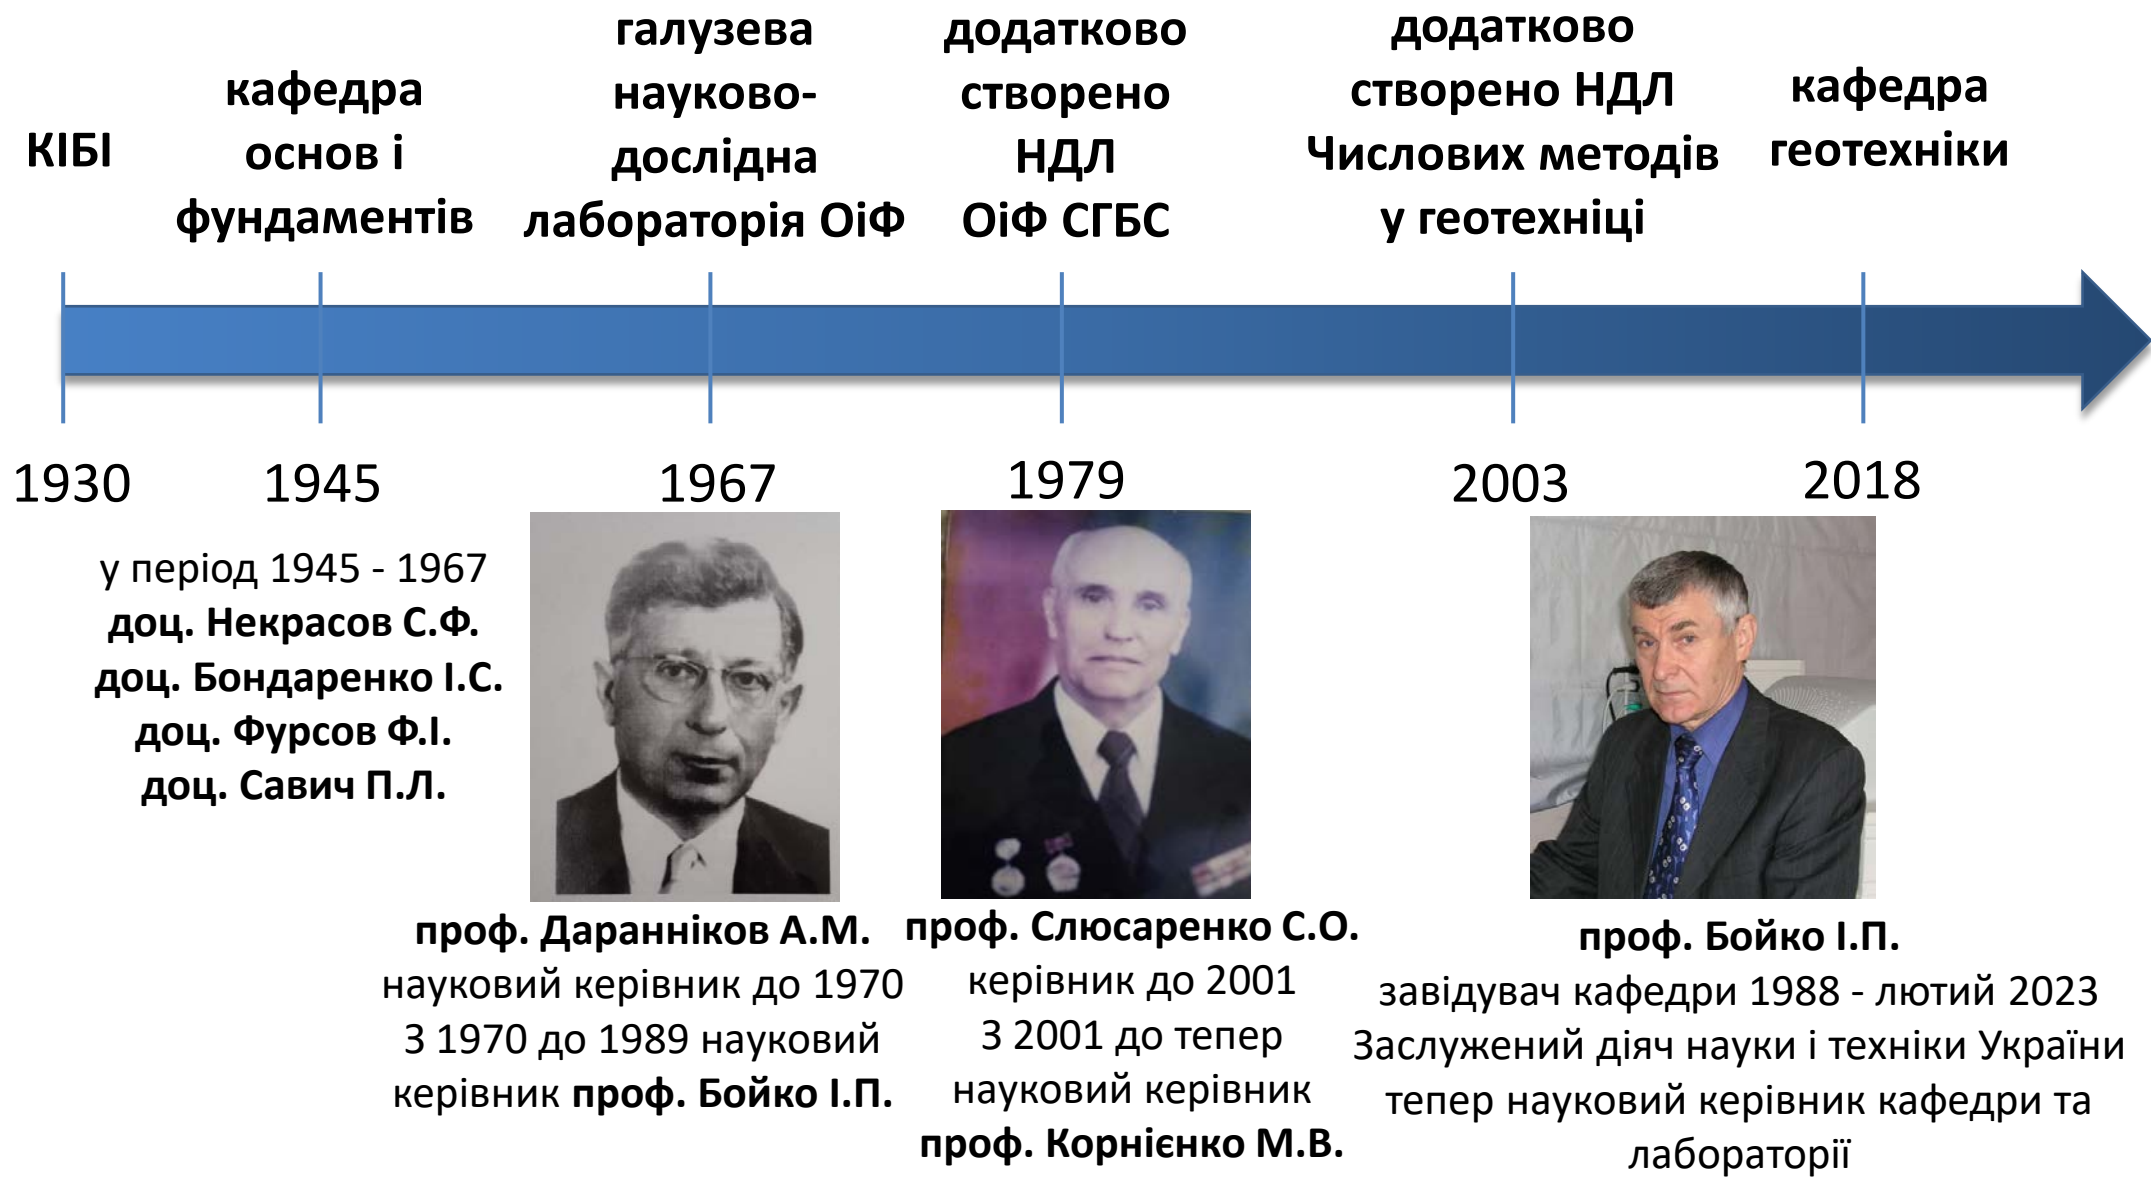 КІБІ
кафедра
основ і
фундаментів
галузева
науково-
дослідна
лабораторія ОіФ
додатково
створено
НДЛ
ОіФ СГБС
додатково
створено НДЛ
Числових методів
у геотехніці
кафедра
геотехніки
1930
1945
1967
1979
2003
2018
у період 1945 - 1967
доц. Некрасов С.Ф.
доц. Бондаренко І.С.
доц. Фурсов Ф.І.
доц. Савич П.Л.
проф. Даранніков А.М.
науковий керівник до 1970
З 1970 до 1989 науковий
керівник проф. Бойко І.П.
проф. Слюсаренко С.О.
керівник до 2001
З 2001 до тепер
науковий керівник
проф. Корнієнко М.В.
проф. Бойко І.П.
завідувач кафедри 1988 - лютий 2023
Заслужений діяч науки і техніки України
тепер науковий керівник кафедри та
лабораторії